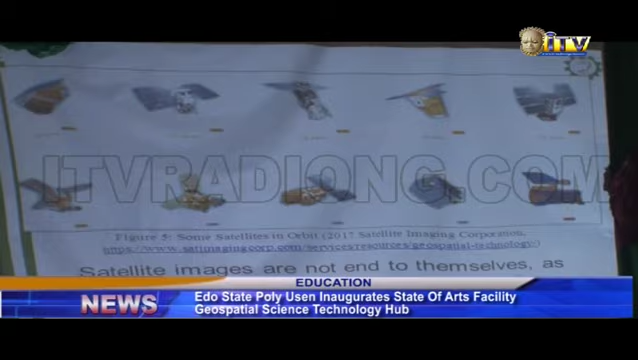 iTV
ITVRADIONG.COM
Figure 5: Some Satellites in Orbit (2017 Satellite Imaging Corporation,
https://www.satimagingcorp.com/services/resources/geospatial-technology/)
Satellite images are not end to themselves, as
EDUCATION
NEWS
Edo State Poly Usen Inaugurates State Of Arts Facility
Geospatial Science Technology Hub